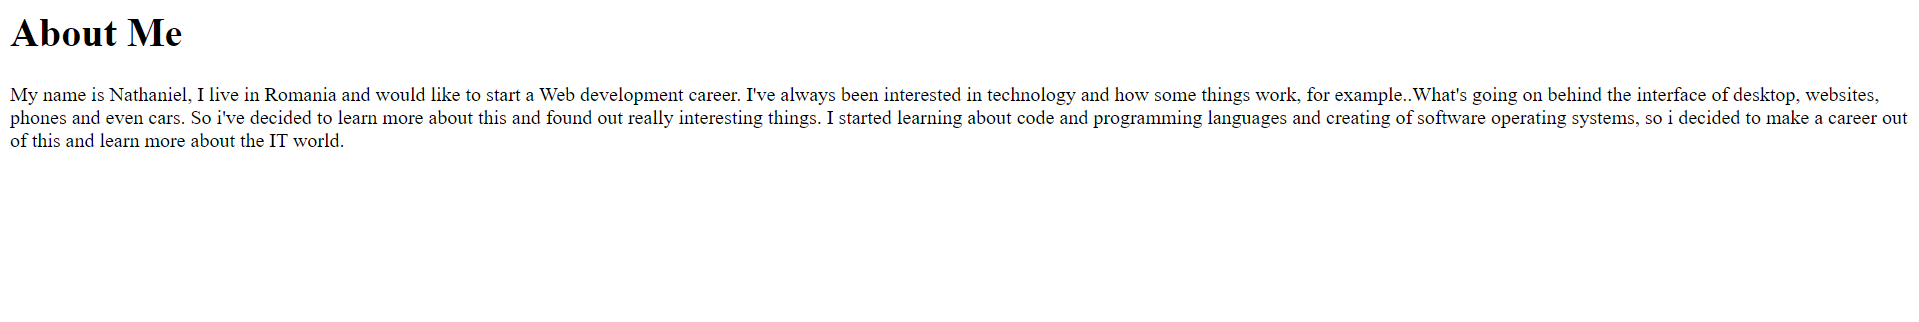 About Me
My name is Nathaniel, I live in Romania and would like to start a Web development career. I've always been interested in technology and how some things work, for example..What's going on behind the interface of desktop, websites,
phones and even cars. So i've decided to learn more about this and found out really interesting things. I started learning about code and programming languages and creating of software operating systems, so i decided to make a career out
of this and learn more about the IT world.